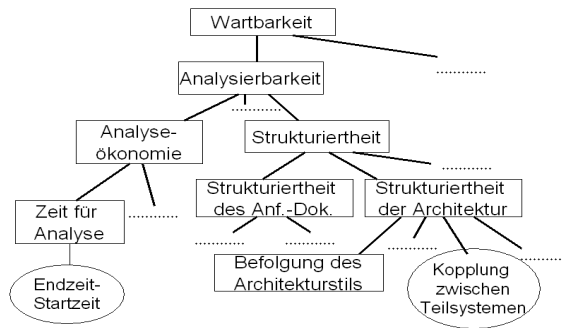 Wartbarkeit
Analysierbarkeit
Analyse-
ökonomie
Strukturiertheit
Zeit für
Analyse
Strukturiertheit
des Anf.-Dok.
Strukturiertheit
der Architektur
Endzeit-
Startzeit
Befolgung des
Architekturstils
Kopplung
zwischen
Teilsystemen